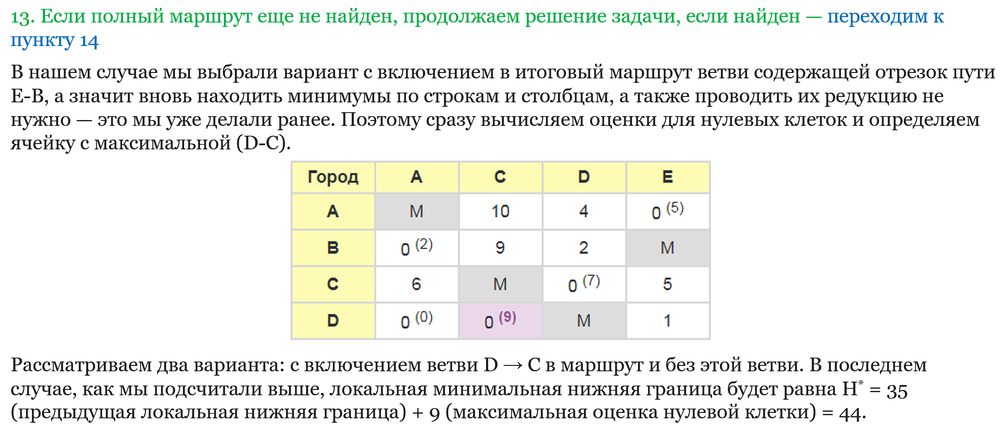 13. Если полный маршрут еще не найден, продолжаем решение задачи, если найден — переходим к
пункту 14
В нашем случае мы выбрали вариант с включением в итоговый маршрут ветви содержащей отрезок пути
E-B, а значит вновь находить минимумы по строкам и столбцам, а также проводить их редукцию не
нужно — это мы уже делали ранее. Поэтому сразу вычисляем оценки для нулевых клеток и определяем
ячейку с максимальной (D-C).
Город A C D E
A M 10 4 0 (5)
B 0 (2) 9 2 M
C 6 M 0 (7) 5
D 0 (0) 0 (9) M 1
Рассматриваем два варианта: с включением ветви D → C в маршрут и без этой ветви. В последнем
случае, как мы подсчитали выше, локальная минимальная нижняя граница будет равна H* = 35
(предыдущая локальная нижняя граница) + 9 (максимальная оценка нулевой клетки) = 44.